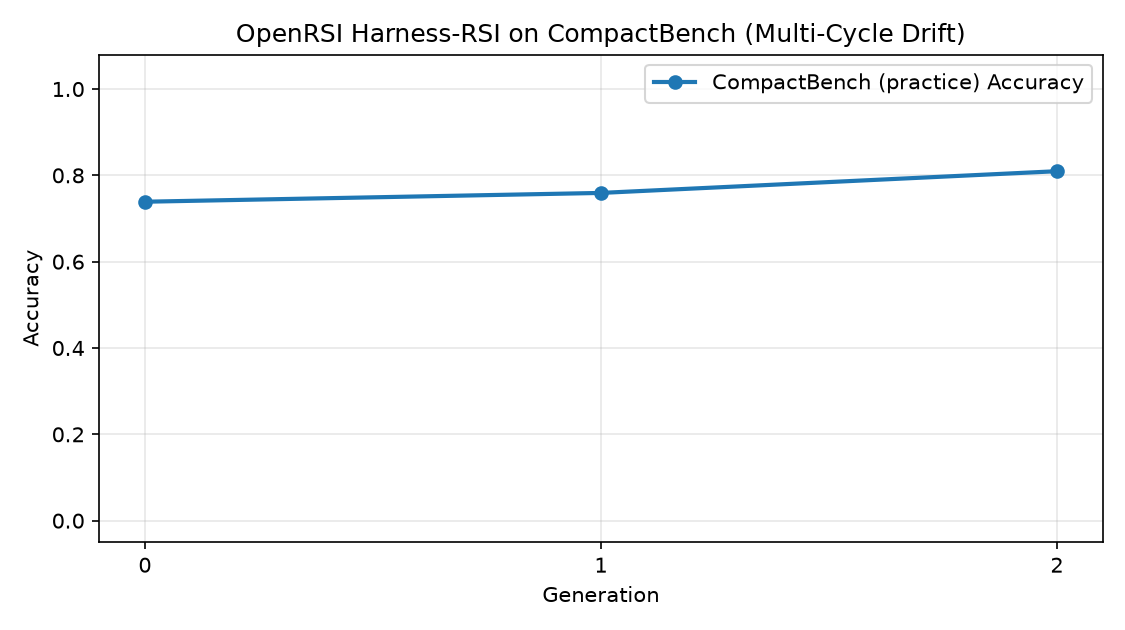 OpenRSI Harness-RSI on CompactBench (Multi-Cycle Drift)
CompactBench (practice) Accuracy
1.0
0.8
0.6
0.4
0.2
0.0
Accuracy
0 1 2
Generation